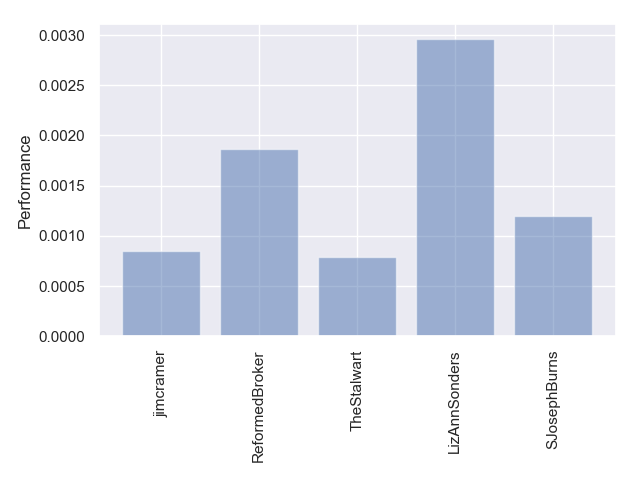 0.0030
0.0025
0.0020
0.0015
0.0010
0.0005
0.0000
Performance
jimcramer
ReformedBroker
TheStalwart
LizAnnSonders
SJosephBurns